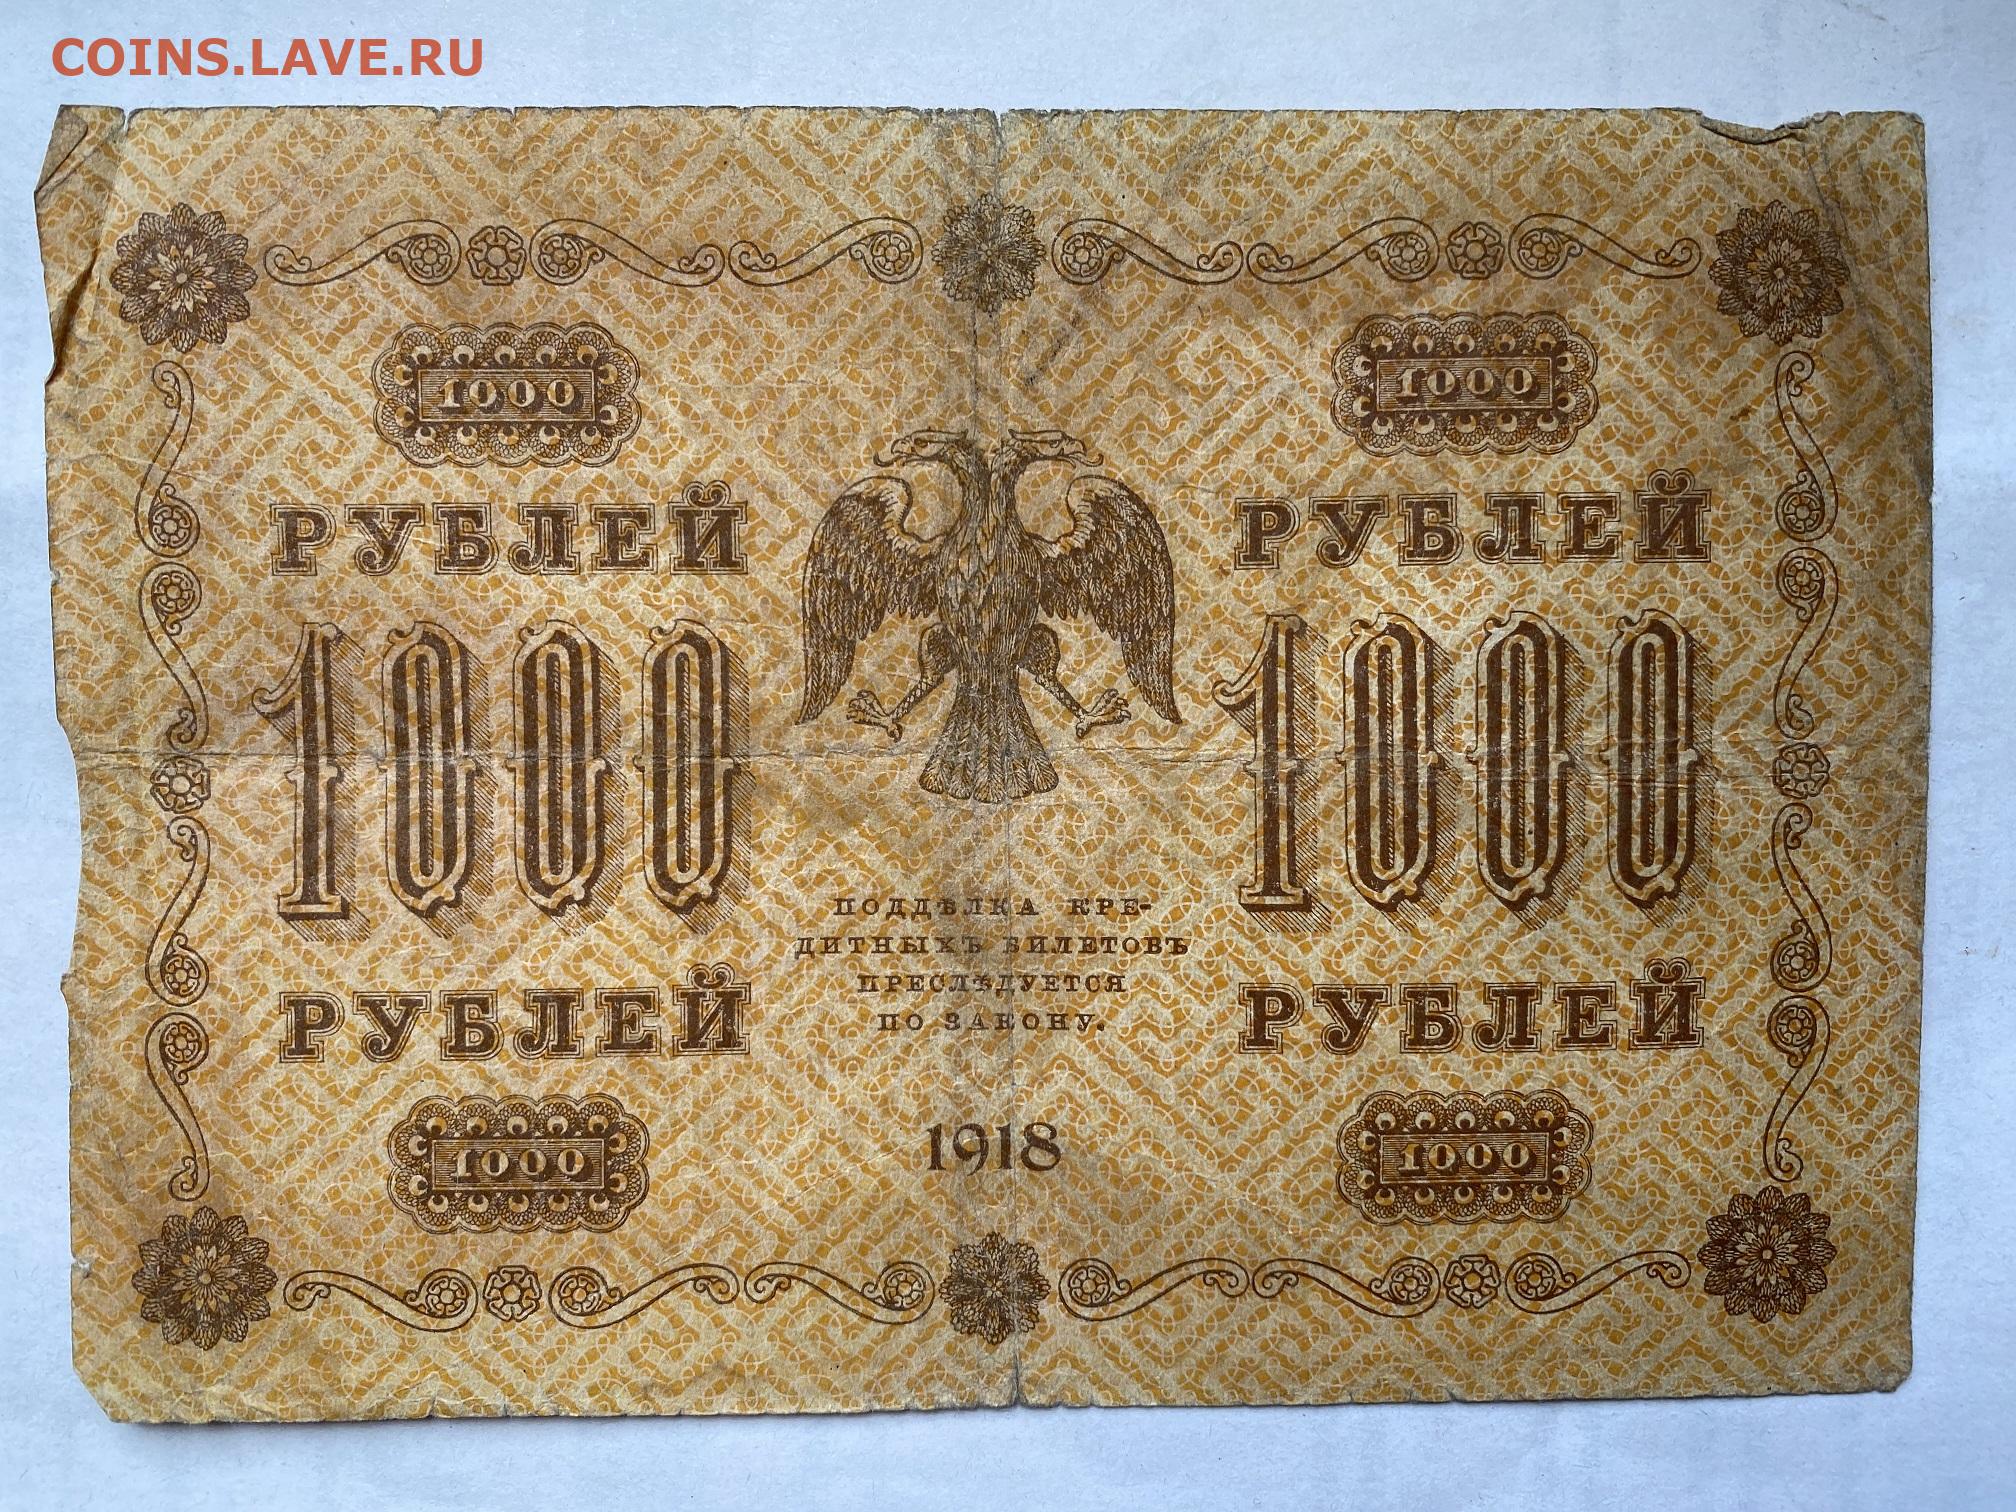 COINS.LAVE.RU
1000
1000
РУБЛЕЙ
РУБЛЕЙ
1000
1000
ПОДДѢЛКА КРЕ-
ДИТНЫХЪ БИЛЕТОВЪ
ПРЕСЛѢДУЕТСЯ
ПО ЗАКОНУ.
РУБЛЕЙ
РУБЛЕЙ
1000
1918
1000